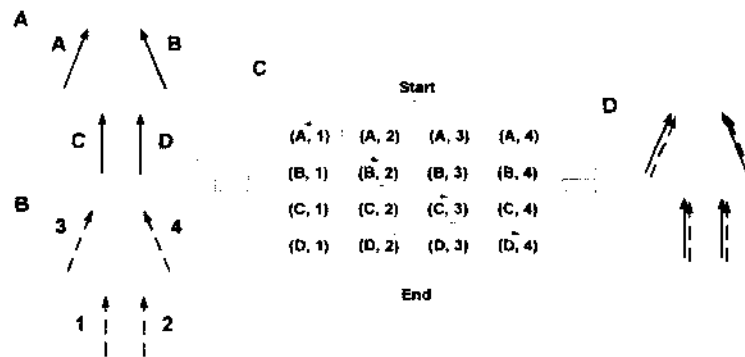 A
A B
C D
B
3 4
1 2
C
Start
(A, 1) (A, 2) (A, 3) (A, 4)
(B, 1) (B, 2) (B, 3) (B, 4)
(C, 1) (C, 2) (C, 3) (C, 4)
(D, 1) (D, 2) (D, 3) (D, 4)
End
D